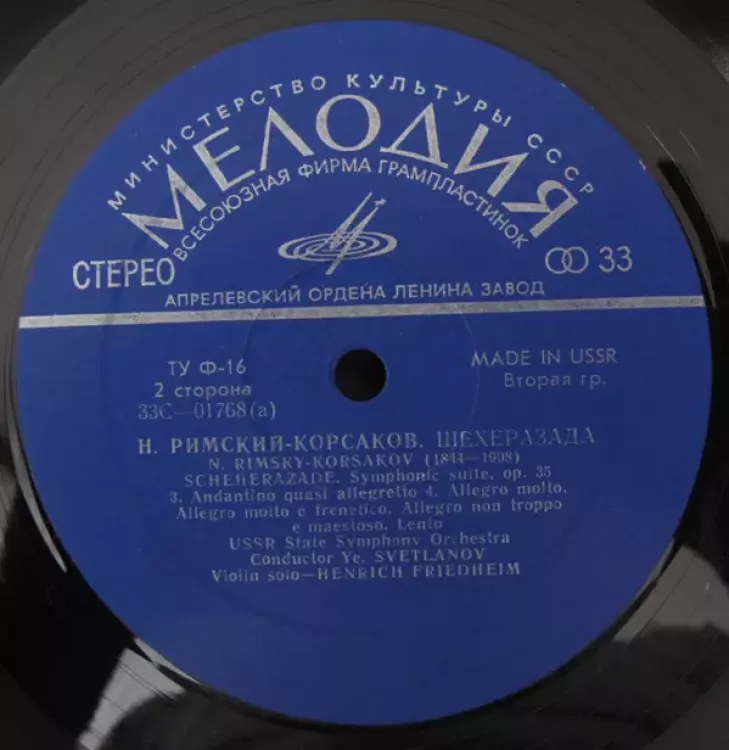 МИНИСТЕРСТВО КУЛЬТУРЫ СССР
МЕЛОДИЯ
ВСЕСОЮЗНАЯ ФИРМА ГРАМПЛАСТИНОК
СТЕРЕО
33
АПРЕЛЕВСКИЙ ОРДЕНА ЛЕНИНА ЗАВОД
ТУ Ф-16
2 сторона
33С—01768(а)
MADE IN USSR
Вторая гр.
Н. РИМСКИЙ-КОРСАКОВ. ШЕХЕРАЗАДА
N. RIMSKY-KORSAKOV (1844—1908)
SCHEHERAZADE. Symphonic suite, op. 35
3. Andantino quasi allegretto 4. Allegro molto.
Allegro molto e frenetico. Allegro non troppo
e maestoso. Lento
USSR State Symphony Orchestra
Conductor Ye. SVETLANOV
Violin solo—HENRICH FRIEDHEIM